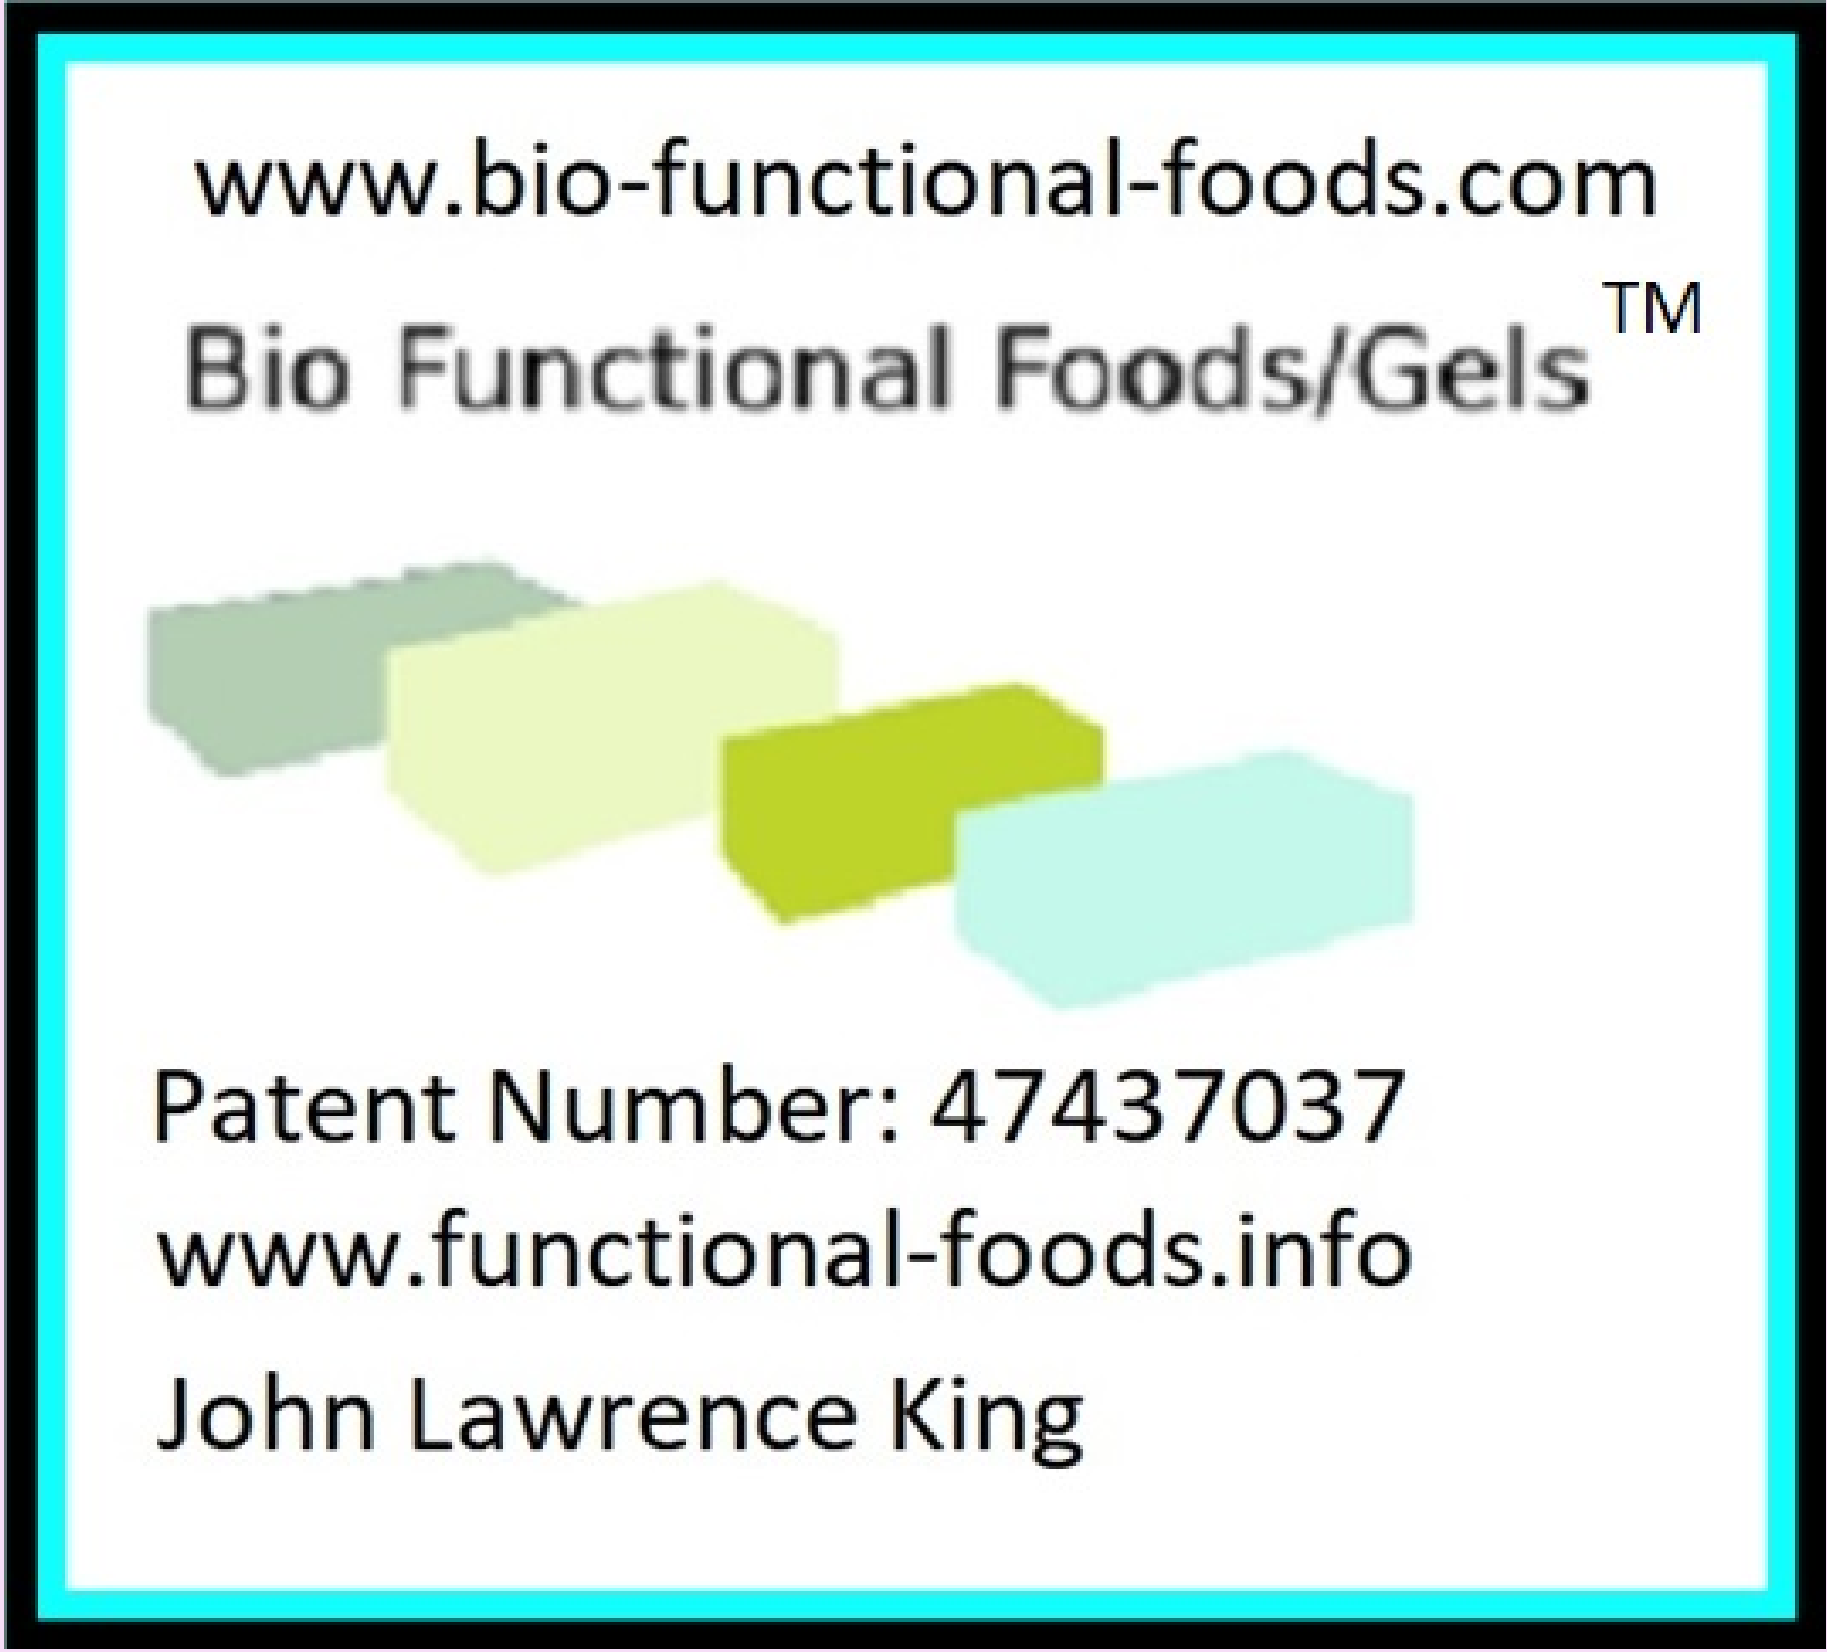 www.bio-functional-foods.com
Bio Functional Foods/Gels™
Patent Number: 47437037
www.functional-foods.info
John Lawrence King